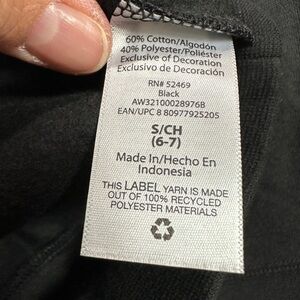 60% Cotton/Algodón
40% Polyester/Poliéster
Exclusive of Decoration
Exclusivo de Decoración
RN# 52469
Black
AW32100028976B
EAN/UPC 8 80977925205
S/CH
(6-7)
Made In/Hecho En
Indonesia
THIS LABEL YARN IS MADE
OUT OF 100% RECYCLED
POLYESTER MATERIALS